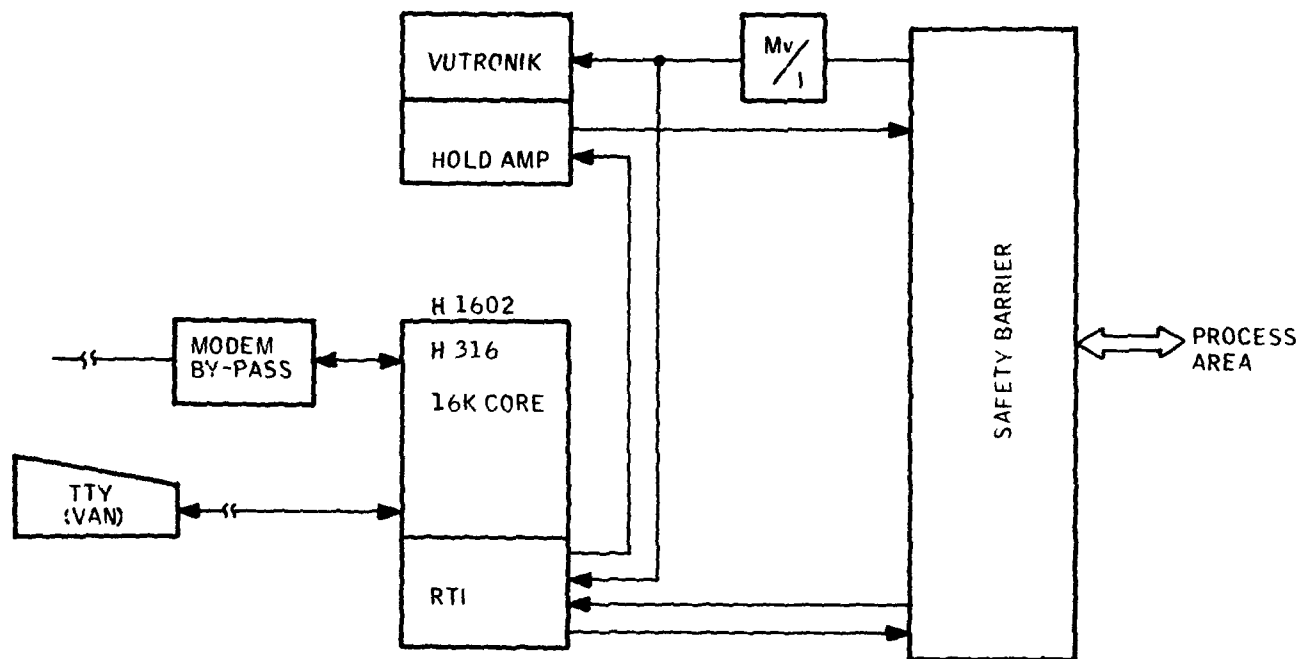 VUTRONIK
Mv/I
HOLD AMP
H 1602
H 316
16K CORE
MODEM
BY-PASS
SAFETY BARRIER
PROCESS
AREA
TTY
(VAN)
RTI